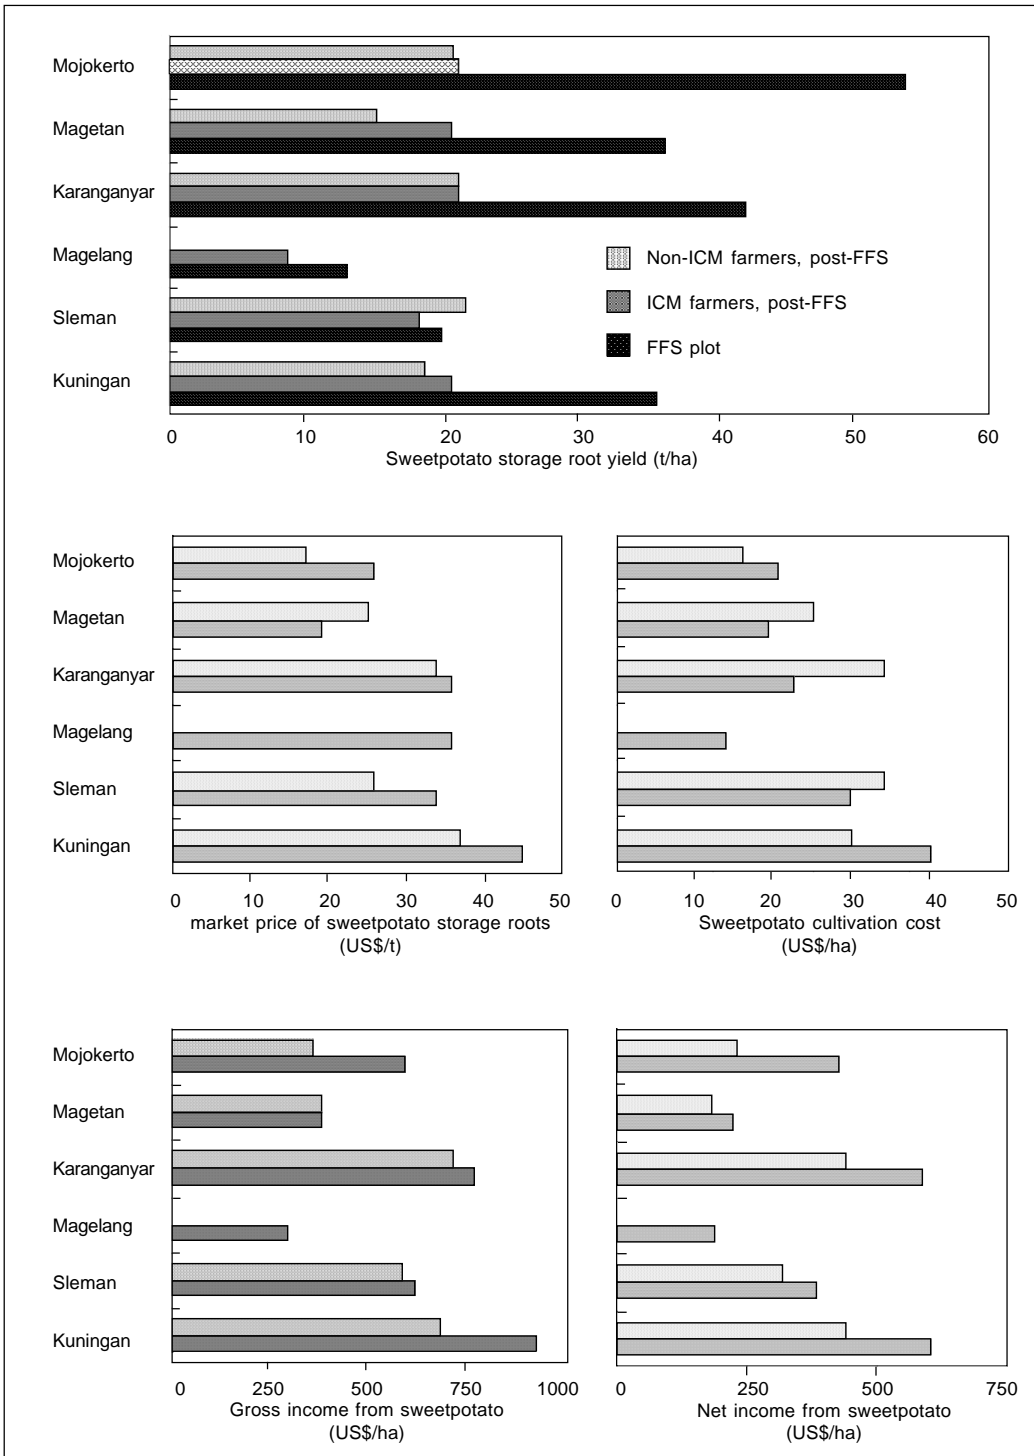 Mojokerto
Magetan
Karanganyar
Magelang
Sleman
Kuningan
Non-ICM farmers, post-FFS
ICM farmers, post-FFS
FFS plot
0 10 20 30 40 50 60
Sweetpotato storage root yield (t/ha)
Mojokerto
Magetan
Karanganyar
Magelang
Sleman
Kuningan
0 10 20 30 40 50
market price of sweetpotato storage roots
(US$/t)
0 10 20 30 40 50
Sweetpotato cultivation cost
(US$/ha)
Mojokerto
Magetan
Karanganyar
Magelang
Sleman
Kuningan
0 250 500 750 1000
Gross income from sweetpotato
(US$/ha)
0 250 500 750
Net income from sweetpotato
(US$/ha)